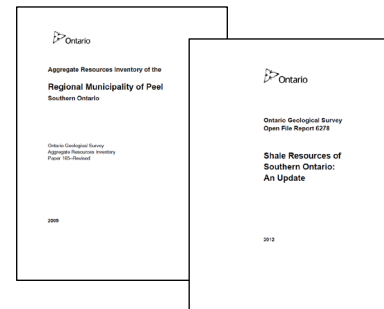 Ontario
Aggregate Resources Inventory of the
Regional Municipality of Peel
Southern Ontario
Ontario Geological Survey
Aggregate Resources Inventory
Paper 165–Revised
2009
Ontario
Ontario Geological Survey
Open File Report 6278
Shale Resources of
Southern Ontario:
An Update
2012